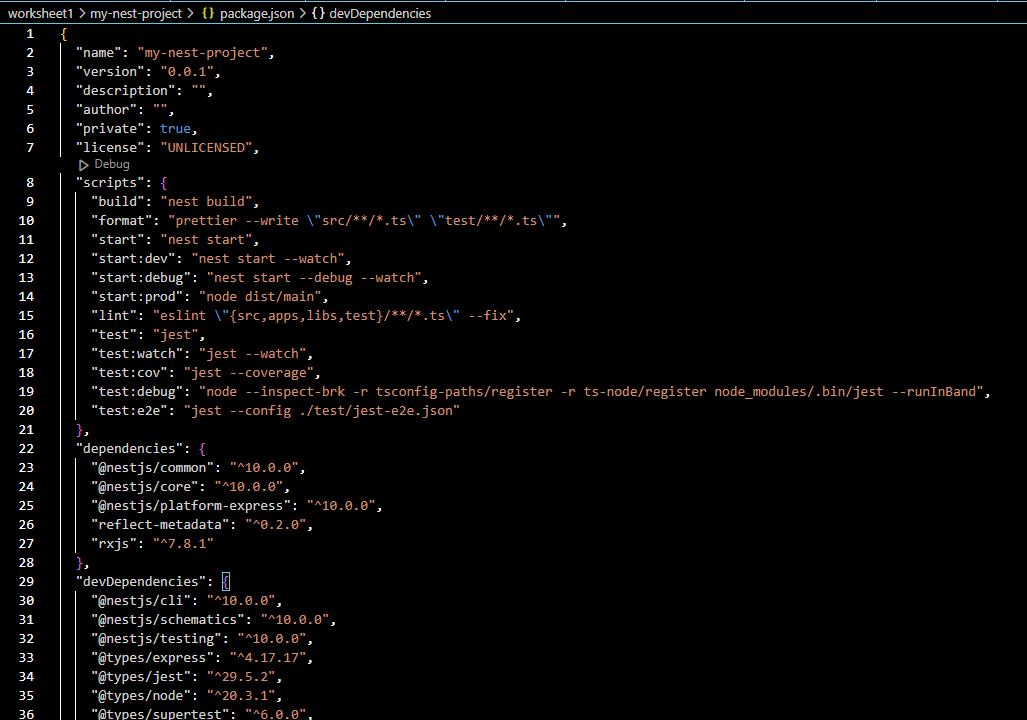 worksheet1 > my-nest-project > {} package.json > {} devDependencies
1 {
2 "name": "my-nest-project",
3 "version": "0.0.1",
4 "description": "",
5 "author": "",
6 "private": true,
7 "license": "UNLICENSED",
Debug
8 "scripts": {
9 "build": "nest build",
10 "format": "prettier --write \"src/**/*.ts\" \"test/**/*.ts\"",
11 "start": "nest start",
12 "start:dev": "nest start --watch",
13 "start:debug": "nest start --debug --watch",
14 "start:prod": "node dist/main",
15 "lint": "eslint \"{src,apps,libs,test}/**/*.ts\" --fix",
16 "test": "jest",
17 "test:watch": "jest --watch",
18 "test:cov": "jest --coverage",
19 "test:debug": "node --inspect-brk -r tsconfig-paths/register -r ts-node/register node_modules/.bin/jest --runInBand",
20 "test:e2e": "jest --config ./test/jest-e2e.json"
21 },
22 "dependencies": {
23 "@nestjs/common": "^10.0.0",
24 "@nestjs/core": "^10.0.0",
25 "@nestjs/platform-express": "^10.0.0",
26 "reflect-metadata": "^0.2.0",
27 "rxjs": "^7.8.1"
28 },
29 "devDependencies": {
30 "@nestjs/cli": "^10.0.0",
31 "@nestjs/schematics": "^10.0.0",
32 "@nestjs/testing": "^10.0.0",
33 "@types/express": "^4.17.17",
34 "@types/jest": "^29.5.2",
35 "@types/node": "^20.3.1",
36 "@types/supertest": "^6.0.0",